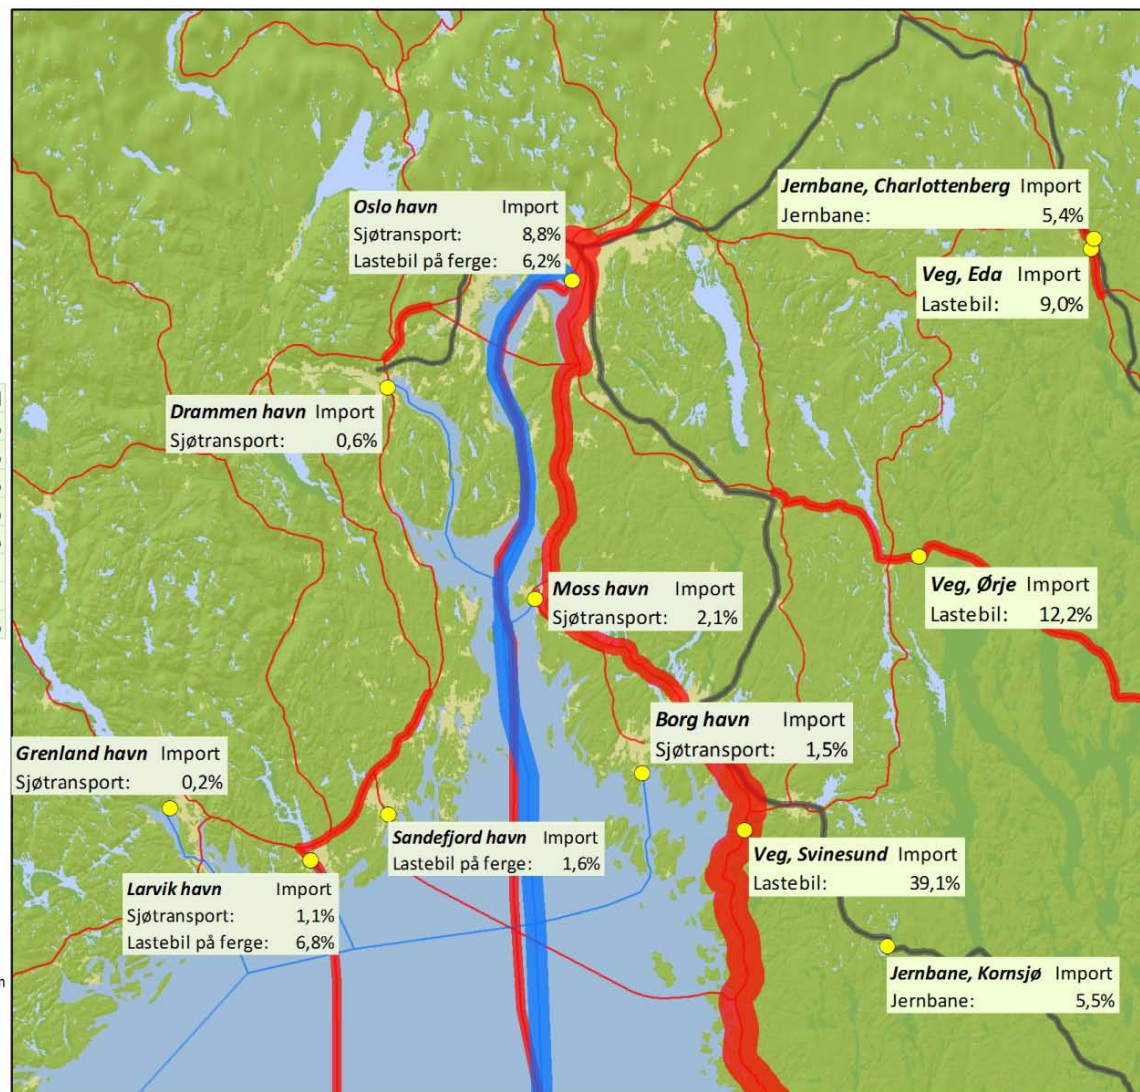 Jernbane, Charlottenberg Import
Jernbane: 5,4%
Oslo havn Import
Sjøtransport: 8,8%
Lastebil på ferge: 6,2%
Veg, Eda Import
Lastebil: 9,0%
Drammen havn Import
Sjøtransport: 0,6%
Veg, Ørje Import
Lastebil: 12,2%
Moss havn Import
Sjøtransport: 2,1%
Borg havn Import
Sjøtransport: 1,5%
Grenland havn Import
Sjøtransport: 0,2%
Sandefjord havn Import
Lastebil på ferge: 1,6%
Veg, Svinesund Import
Lastebil: 39,1%
Larvik havn Import
Sjøtransport: 1,1%
Lastebil på ferge: 6,8%
Jernbane, Kornsjø Import
Jernbane: 5,5%